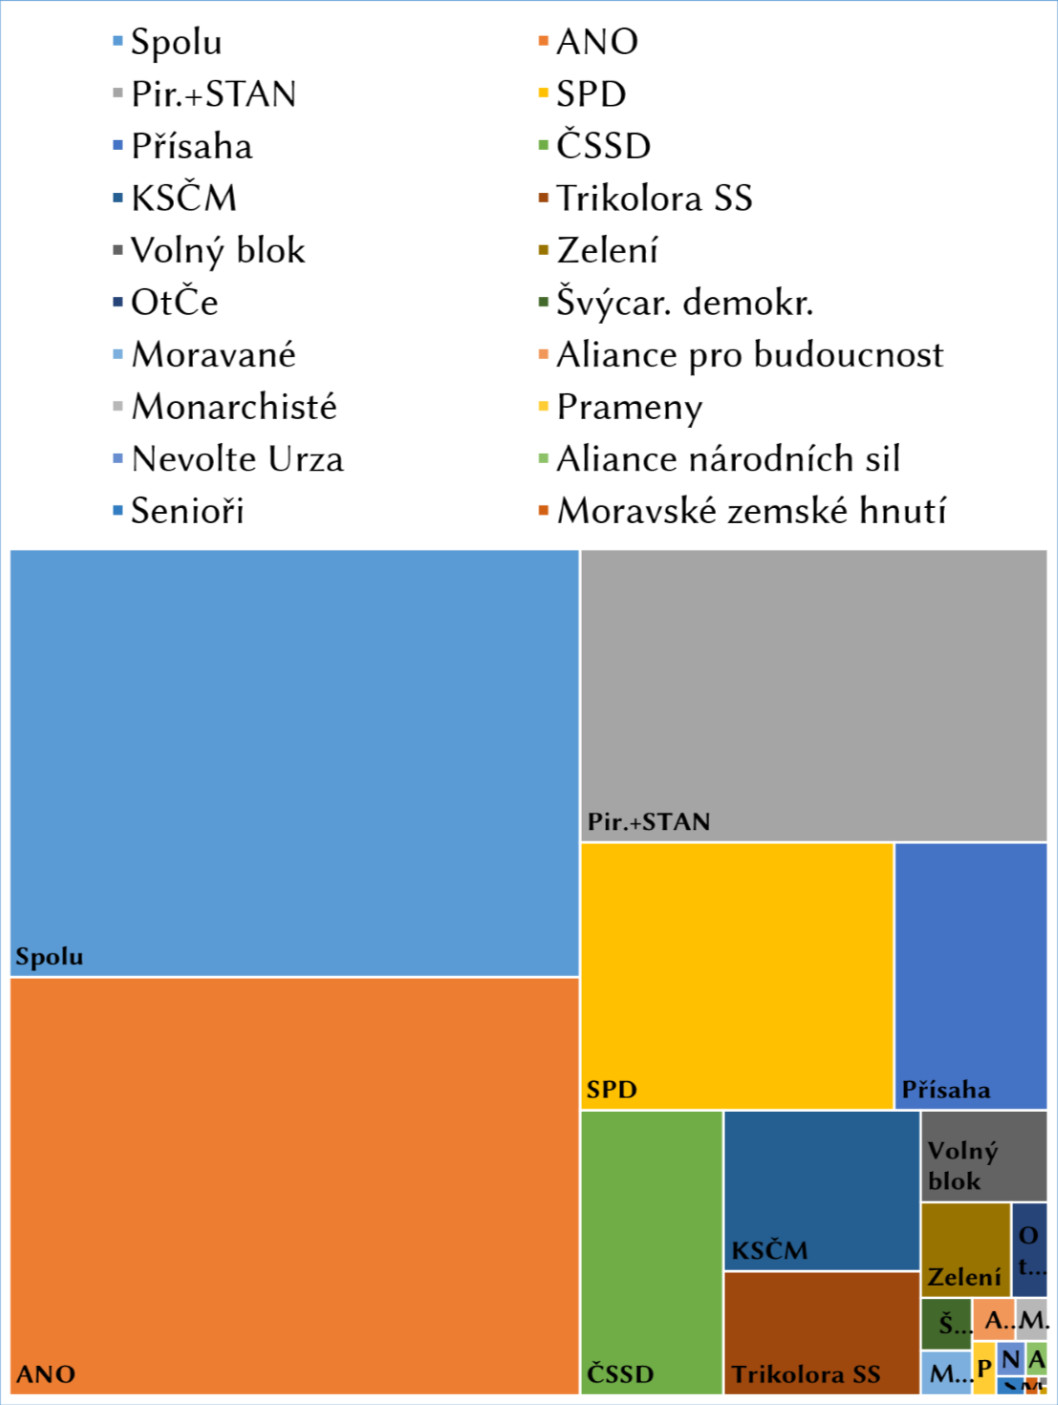 Spolu
ANO
Pir.+STAN
SPD
Přísaha
ČSSD
KSČM
Trikolora SS
Volný blok
Zelení
OtČe
Švýcar. demokr.
Moravané
Aliance pro budoucnost
Monarchisté
Prameny
Nevolte Urza
Aliance národních sil
Senioři
Moravské zemské hnutí
Pir.+STAN
Spolu
SPD
Přísaha
Volný
blok
KSČM
O
t...
Zelení
Š...
A..
M.
ANO
ČSSD
Trikolora SS
M...
P
N
A